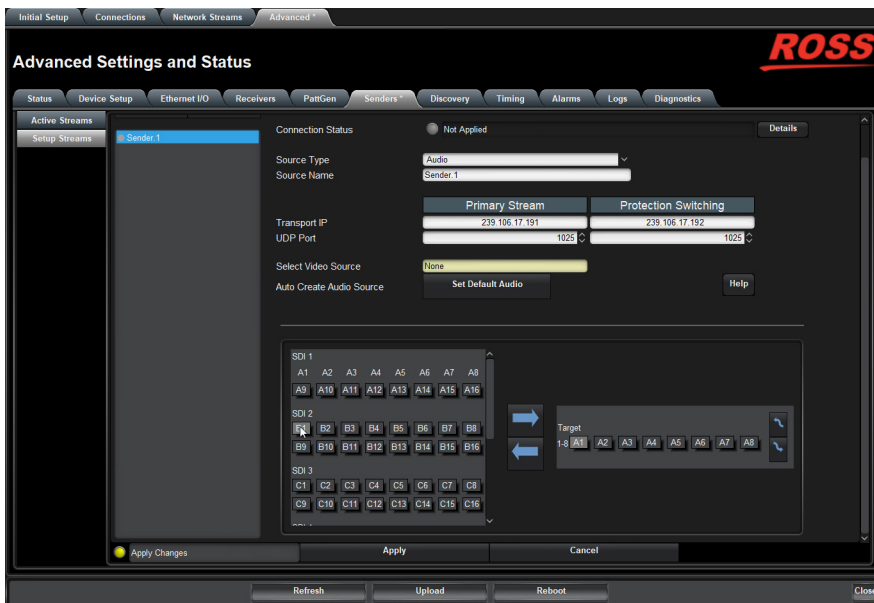 Initial Setup Connections Network Streams Advanced *
Advanced Settings and Status
ROSS
Status Device Setup Ethernet I/O Receivers PattGen Senders * Discovery Timing Alarms Logs Diagnostics
Active Streams
Setup Streams
Sender.1
Connection Status Not Applied Details
Source Type Audio
Source Name Sender.1
Primary Stream Protection Switching
Transport IP 239.106.17.191 239.106.17.192
UDP Port 1025 1025
Select Video Source None
Auto Create Audio Source Set Default Audio Help
SDI 1
A1 A2 A3 A4 A5 A6 A7 A8
A9 A10 A11 A12 A13 A14 A15 A16
SDI 2
B1 B2 B3 B4 B5 B6 B7 B8
B9 B10 B11 B12 B13 B14 B15 B16
SDI 3
C1 C2 C3 C4 C5 C6 C7 C8
C9 C10 C11 C12 C13 C14 C15 C16
Target
1-8 A1 A2 A3 A4 A5 A6 A7 A8
Apply Changes Apply Cancel
Refresh Upload Reboot Close